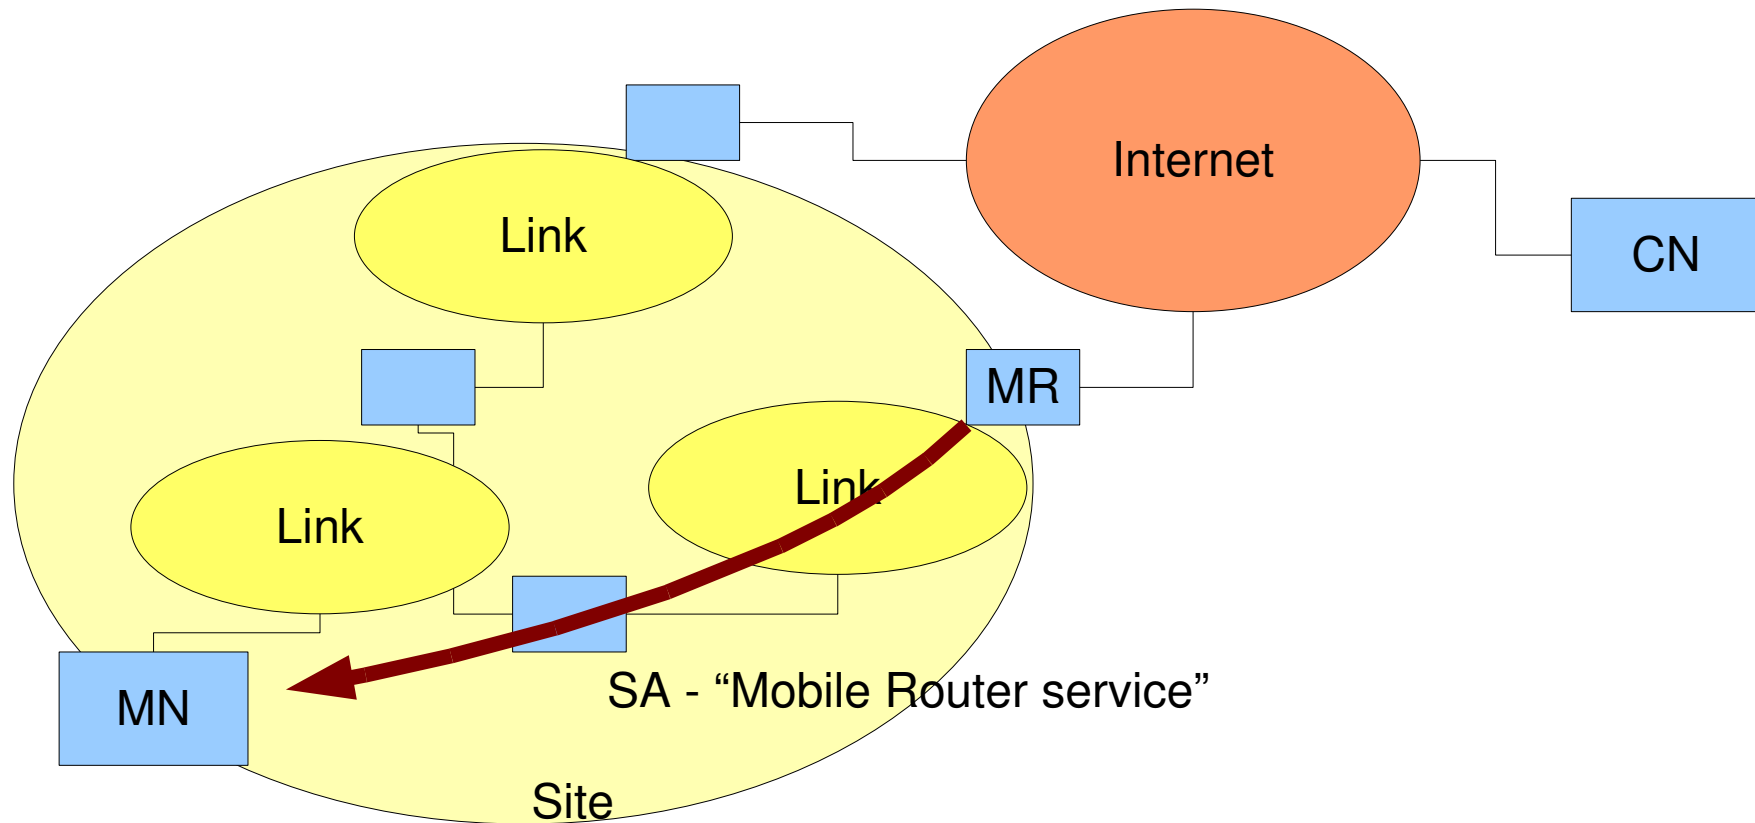 Internet
Link
CN
MR
Link
Link
SA - “Mobile Router service”
MN
Site